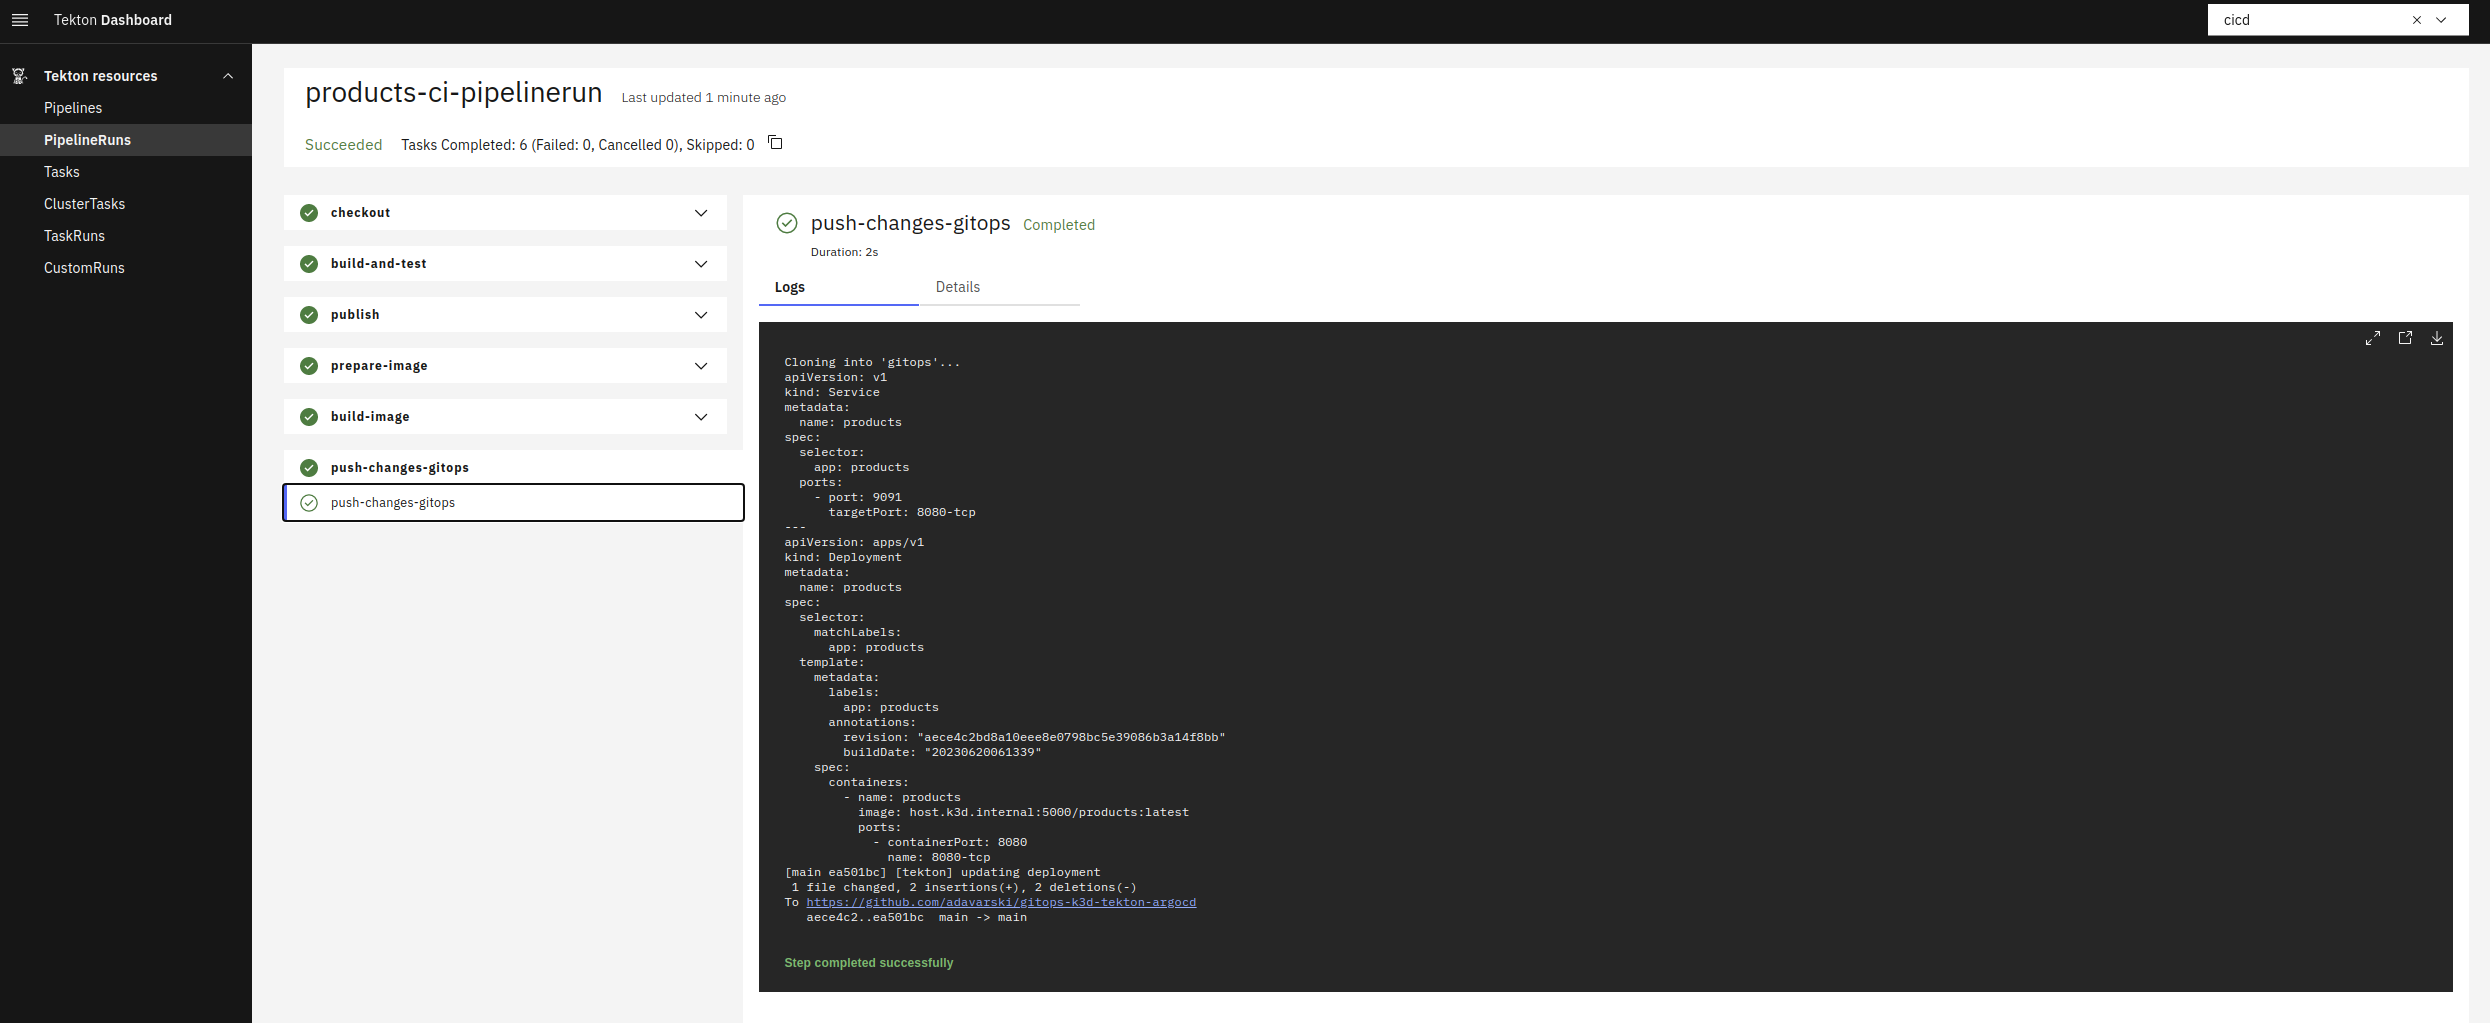 Tekton Dashboard
cicd
Tekton resources
Pipelines
PipelineRuns
Tasks
ClusterTasks
TaskRuns
CustomRuns
products-ci-pipelinerun Last updated 1 minute ago
Succeeded Tasks Completed: 6 (Failed: 0, Cancelled 0), Skipped: 0
checkout
build-and-test
publish
prepare-image
build-image
push-changes-gitops
push-changes-gitops
push-changes-gitops Completed
Duration: 2s
Logs Details
Cloning into 'gitops'...
apiVersion: v1
kind: Service
metadata:
  name: products
spec:
  selector:
    app: products
  ports:
    - port: 9091
      targetPort: 8080-tcp
---
apiVersion: apps/v1
kind: Deployment
metadata:
  name: products
spec:
  selector:
    matchLabels:
      app: products
  template:
    metadata:
      labels:
        app: products
      annotations:
        revision: "aece4c2bd8a10eee8e0798bc5e39086b3a14f8bb"
        buildDate: "20230620061339"
    spec:
      containers:
        - name: products
          image: host.k3d.internal:5000/products:latest
          ports:
            - containerPort: 8080
              name: 8080-tcp
[main ea501bc] [tekton] updating deployment
 1 file changed, 2 insertions(+), 2 deletions(-)
To https://github.com/adavarski/gitops-k3d-tekton-argocd
   aece4c2..ea501bc  main -> main
Step completed successfully